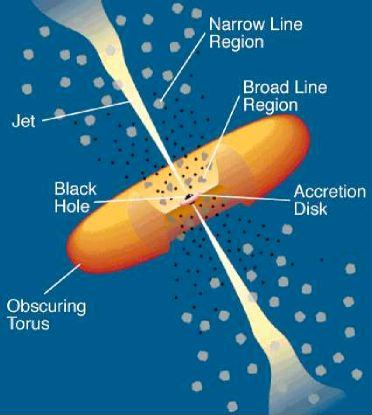 Narrow Line
Region
Broad Line
Region
Jet
Black
Hole
Accretion
Disk
Obscuring
Torus